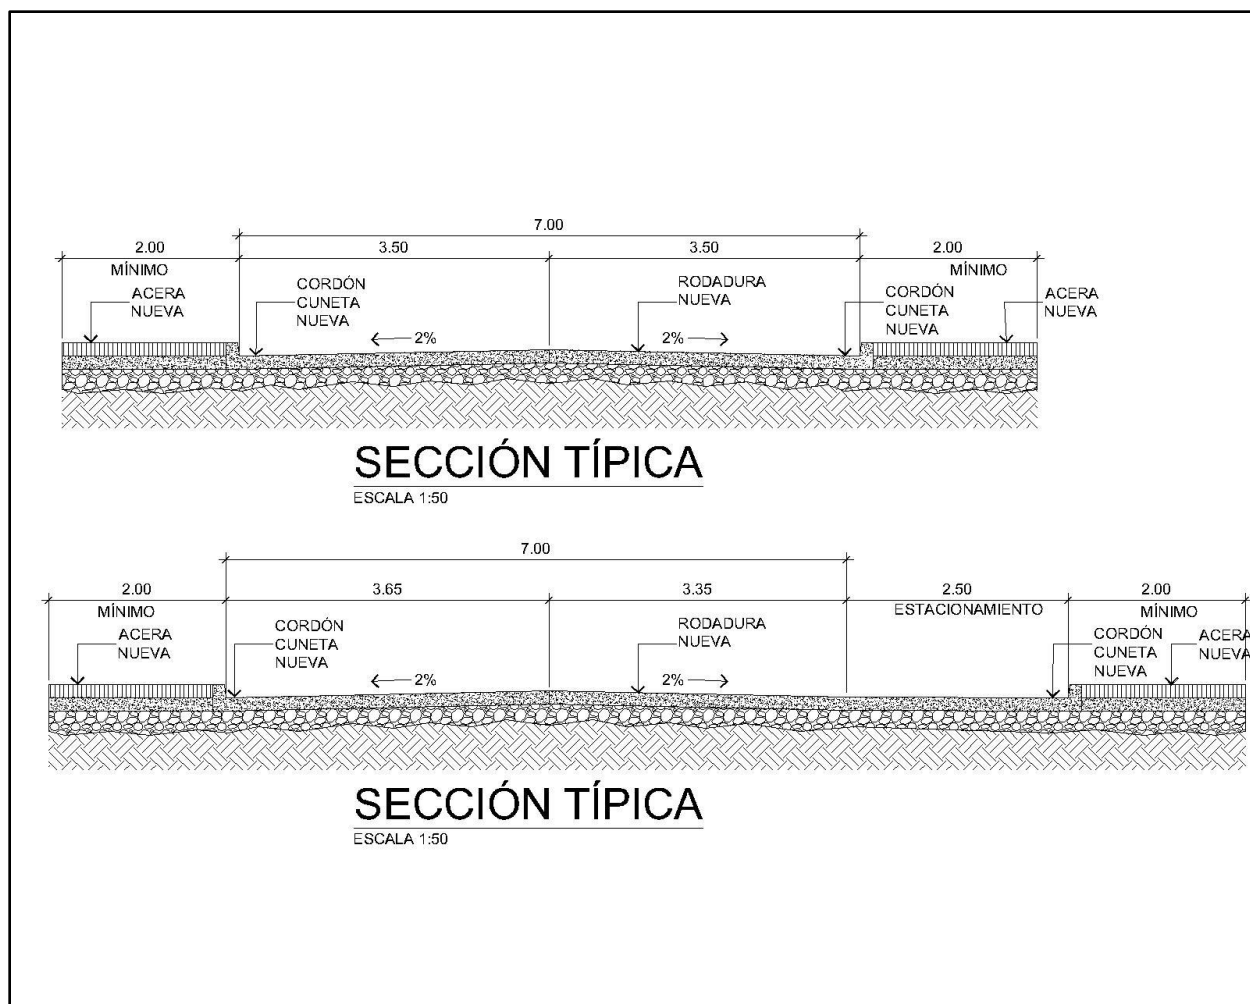 7.00
2.00
3.50
3.50
2.00
MÍNIMO
MÍNIMO
ACERA
NUEVA
CORDÓN
CUNETA
NUEVA
RODADURA
NUEVA
CORDÓN
CUNETA
NUEVA
ACERA
NUEVA
2%
2%
SECCIÓN TÍPICA
ESCALA 1:50
7.00
2.00
3.65
3.35
2.50
2.00
MÍNIMO
ESTACIONAMIENTO
MÍNIMO
ACERA
NUEVA
CORDÓN
CUNETA
NUEVA
RODADURA
NUEVA
CORDÓN
CUNETA
NUEVA
ACERA
NUEVA
2%
2%
SECCIÓN TÍPICA
ESCALA 1:50